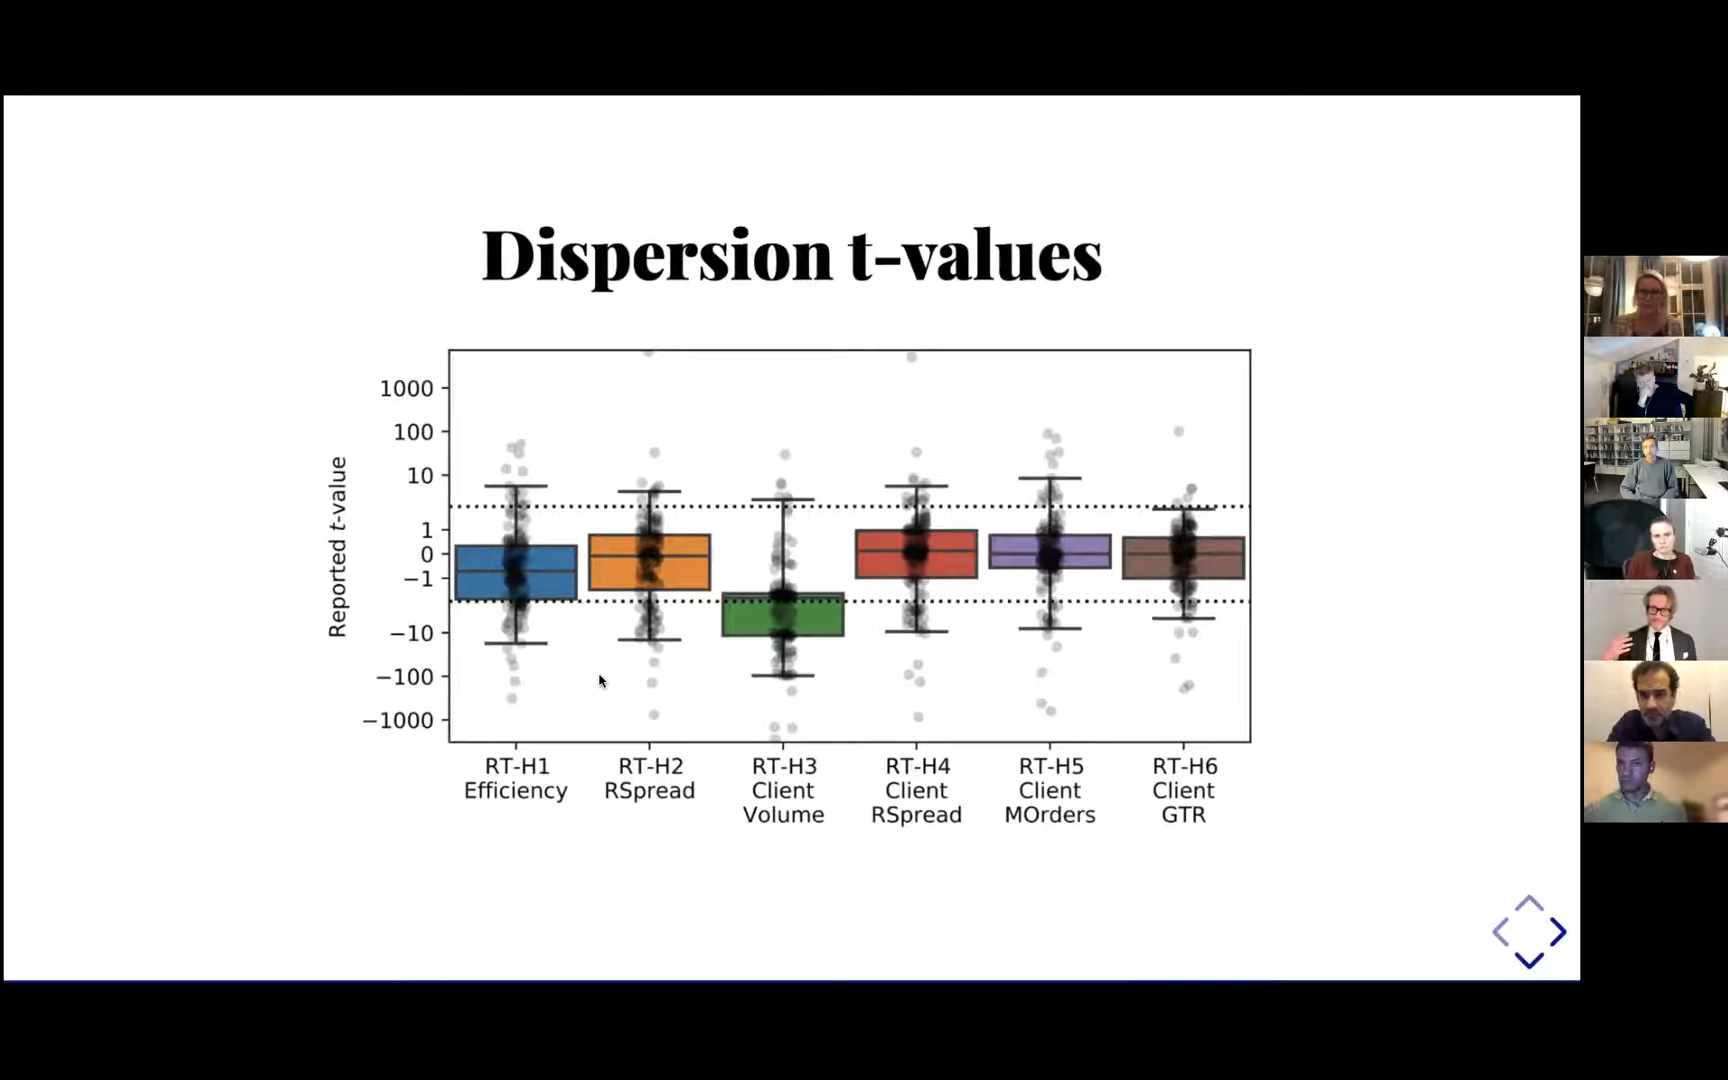 Dispersion t-values
Reported t-value
1000
100
10
1
0
−1
−10
−100
−1000
RT-H1
Efficiency
RT-H2
RSpread
RT-H3
Client
Volume
RT-H4
Client
RSpread
RT-H5
Client
MOrders
RT-H6
Client
GTR